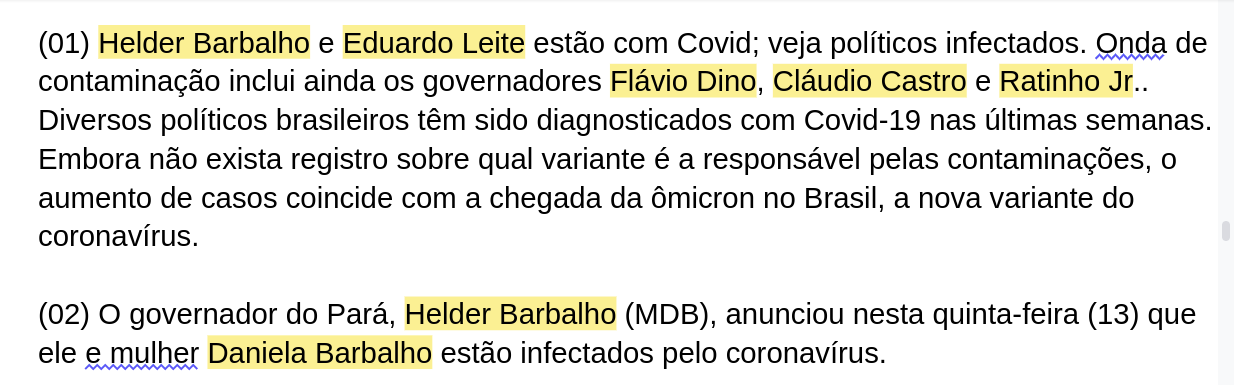 (01) Helder Barbalho e Eduardo Leite estão com Covid; veja políticos infectados. Onda de
contaminação inclui ainda os governadores Flávio Dino, Cláudio Castro e Ratinho Jr..
Diversos políticos brasileiros têm sido diagnosticados com Covid-19 nas últimas semanas.
Embora não exista registro sobre qual variante é a responsável pelas contaminações, o
aumento de casos coincide com a chegada da ômicron no Brasil, a nova variante do
coronavírus.
(02) O governador do Pará, Helder Barbalho (MDB), anunciou nesta quinta-feira (13) que
ele e mulher Daniela Barbalho estão infectados pelo coronavírus.